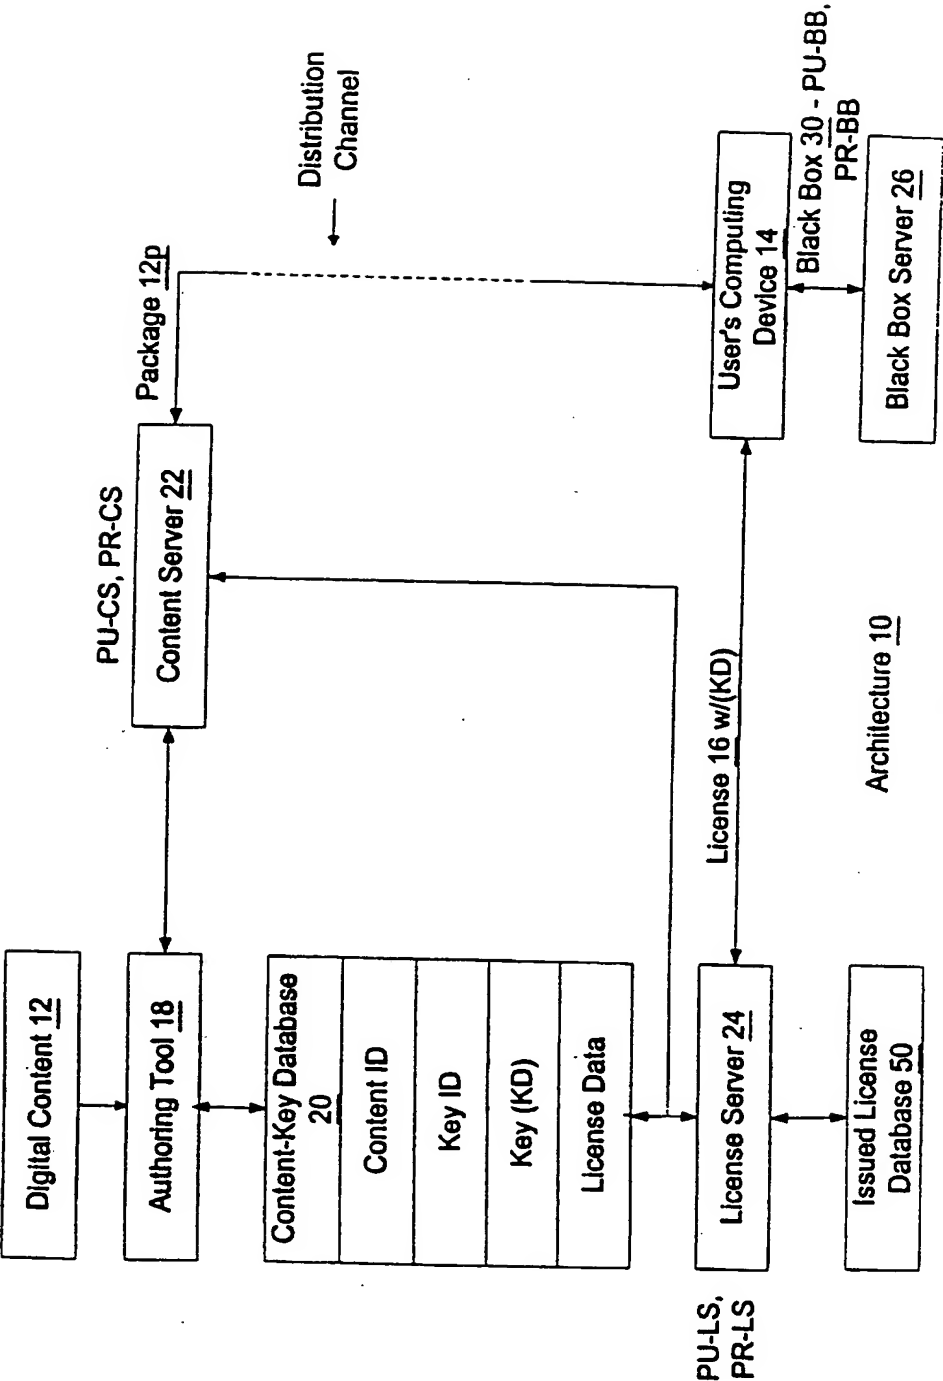 Digital Content 12
Authoring Tool 18
Content-Key Database
20
Content ID
Key ID
Key (KD)
License Data
PU-LS,
PR-LS
License Server 24
Issued License
Database 50
PU-CS, PR-CS
Content Server 22
Package 12p
Distribution
Channel
License 16 w/(KD)
User's Computing
Device 14
Black Box 30 - PU-BB,
PR-BB
Black Box Server 26
Architecture 10